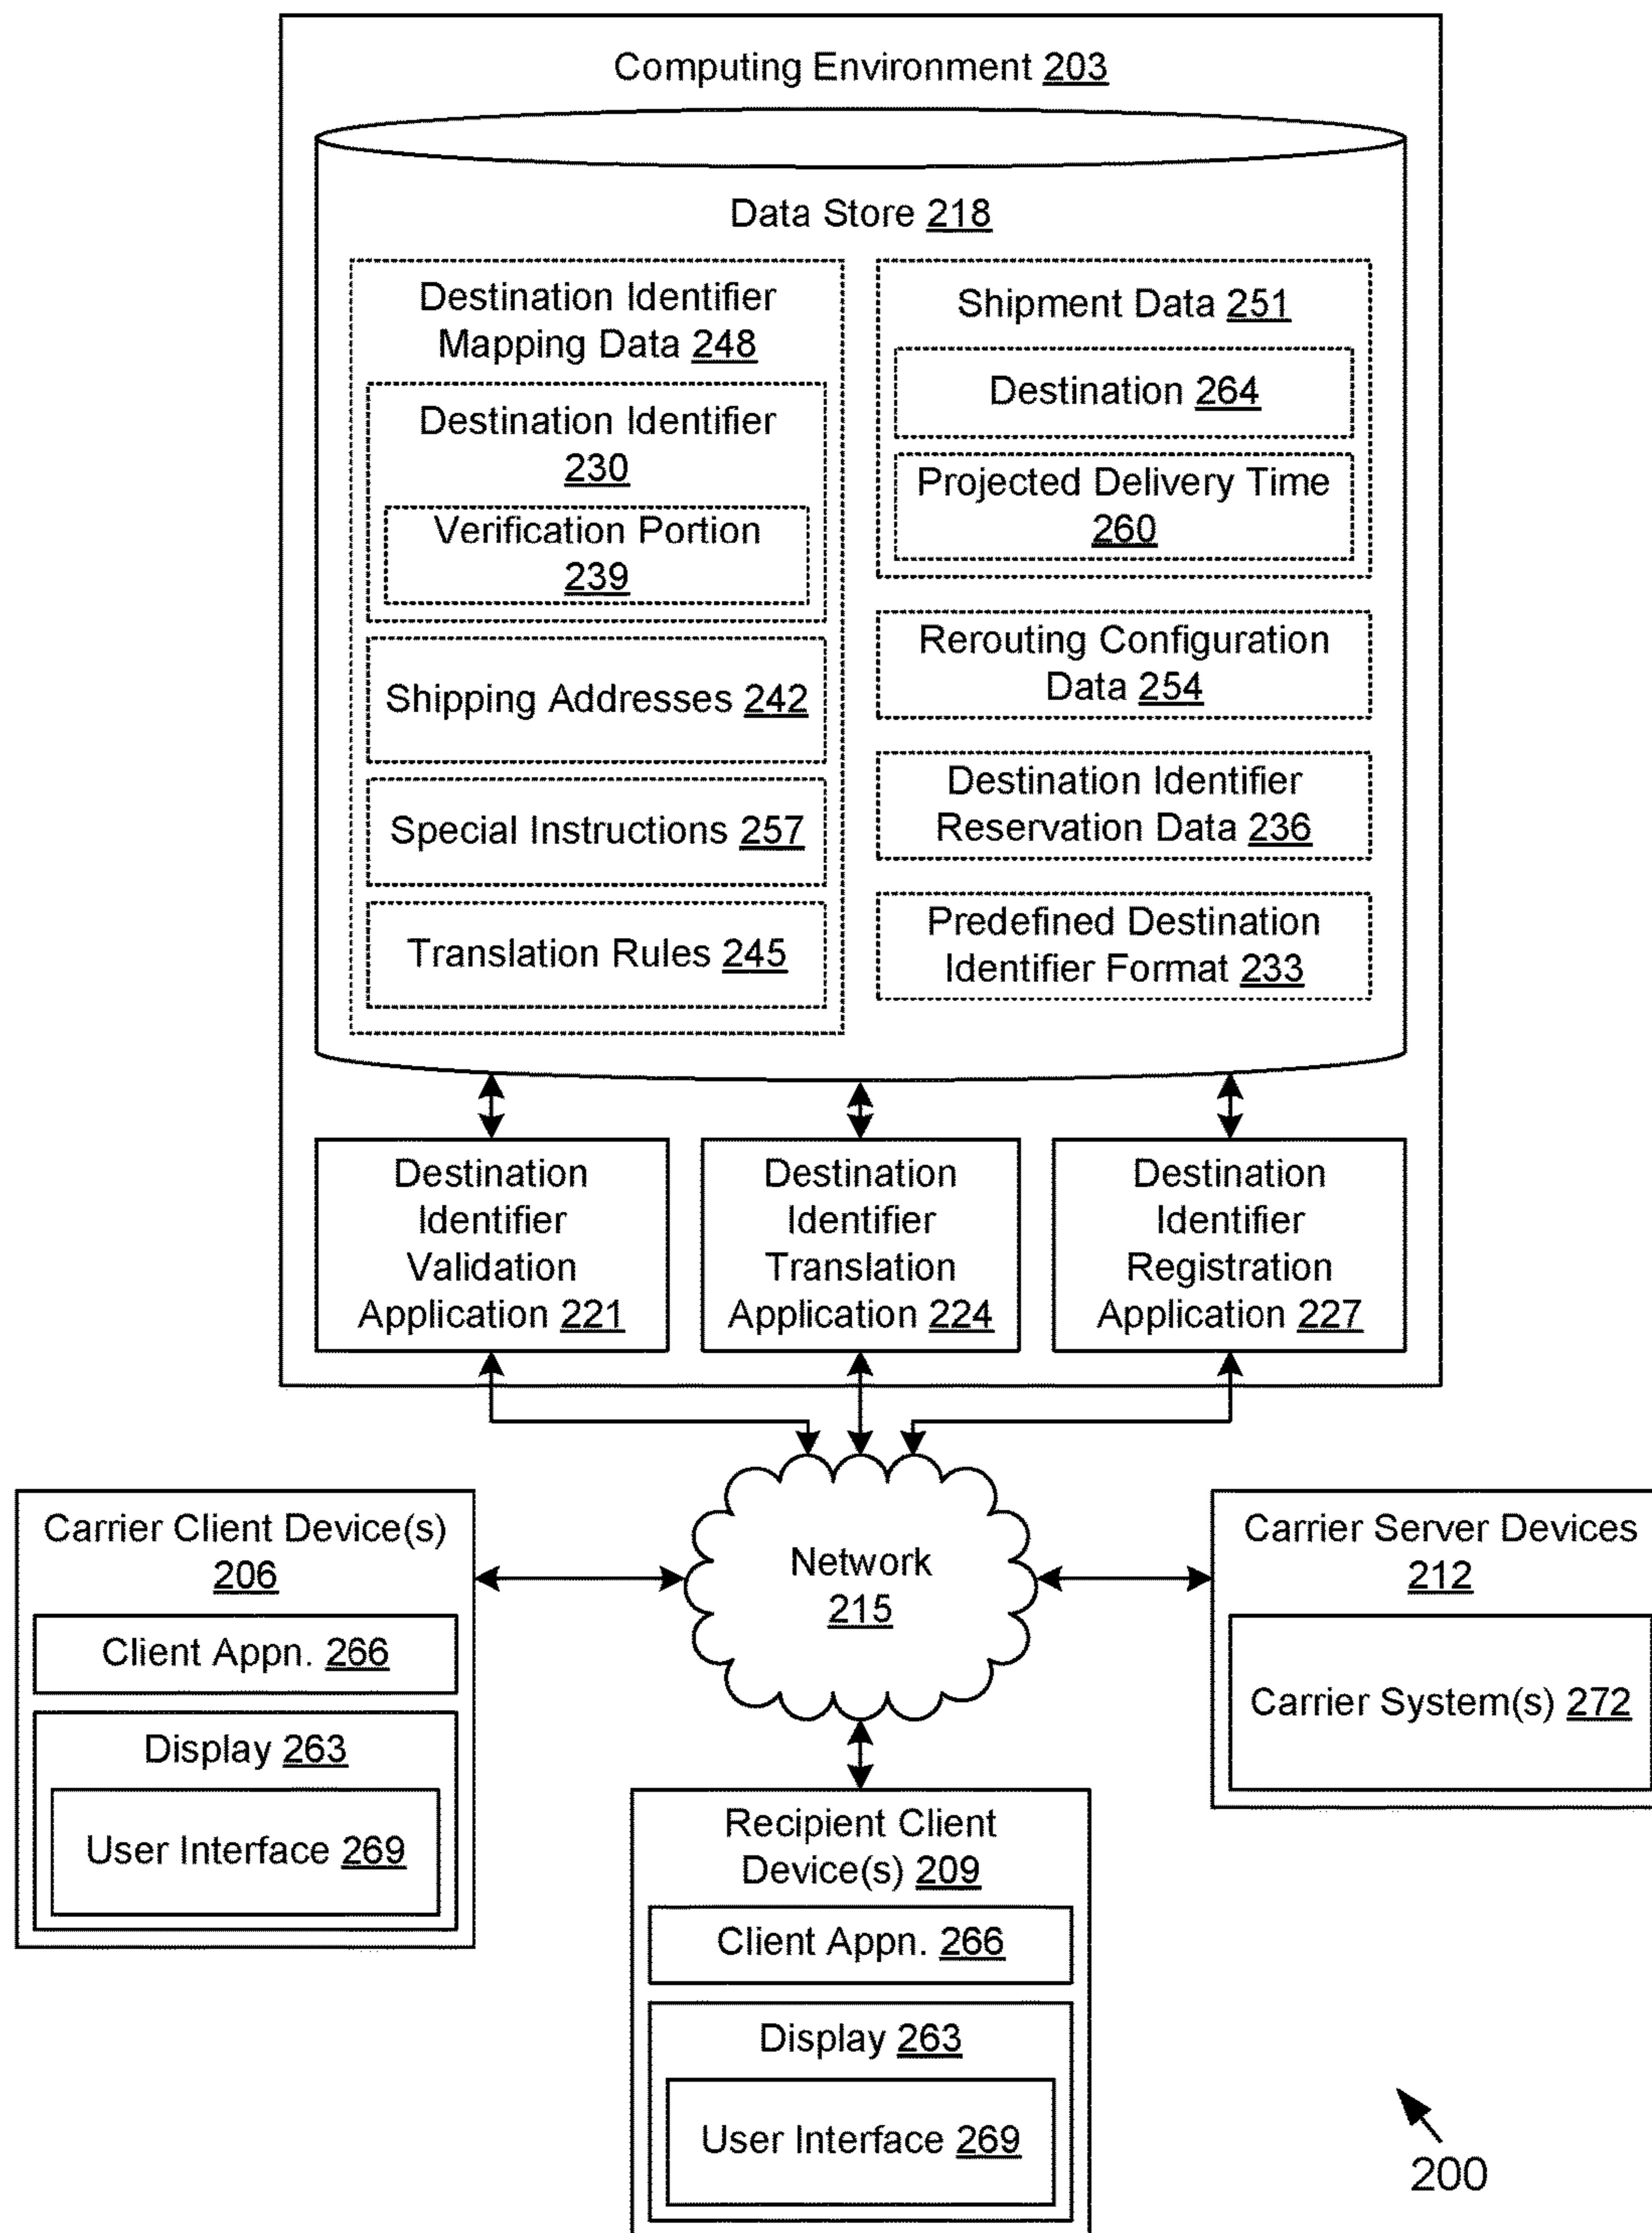 Computing Environment 203
Data Store 218
Destination Identifier
Mapping Data 248
Destination Identifier
230
Verification Portion
239
Shipping Addresses 242
Special Instructions 257
Translation Rules 245
Shipment Data 251
Destination 264
Projected Delivery Time
260
Rerouting Configuration
Data 254
Destination Identifier
Reservation Data 236
Predefined Destination
Identifier Format 233
Destination
Identifier
Validation
Application 221
Destination
Identifier
Translation
Application 224
Destination
Identifier
Registration
Application 227
Carrier Client Device(s)
206
Client Appn. 266
Display 263
User Interface 269
Network
215
Carrier Server Devices
212
Carrier System(s) 272
Recipient Client
Device(s) 209
Client Appn. 266
Display 263
User Interface 269
200